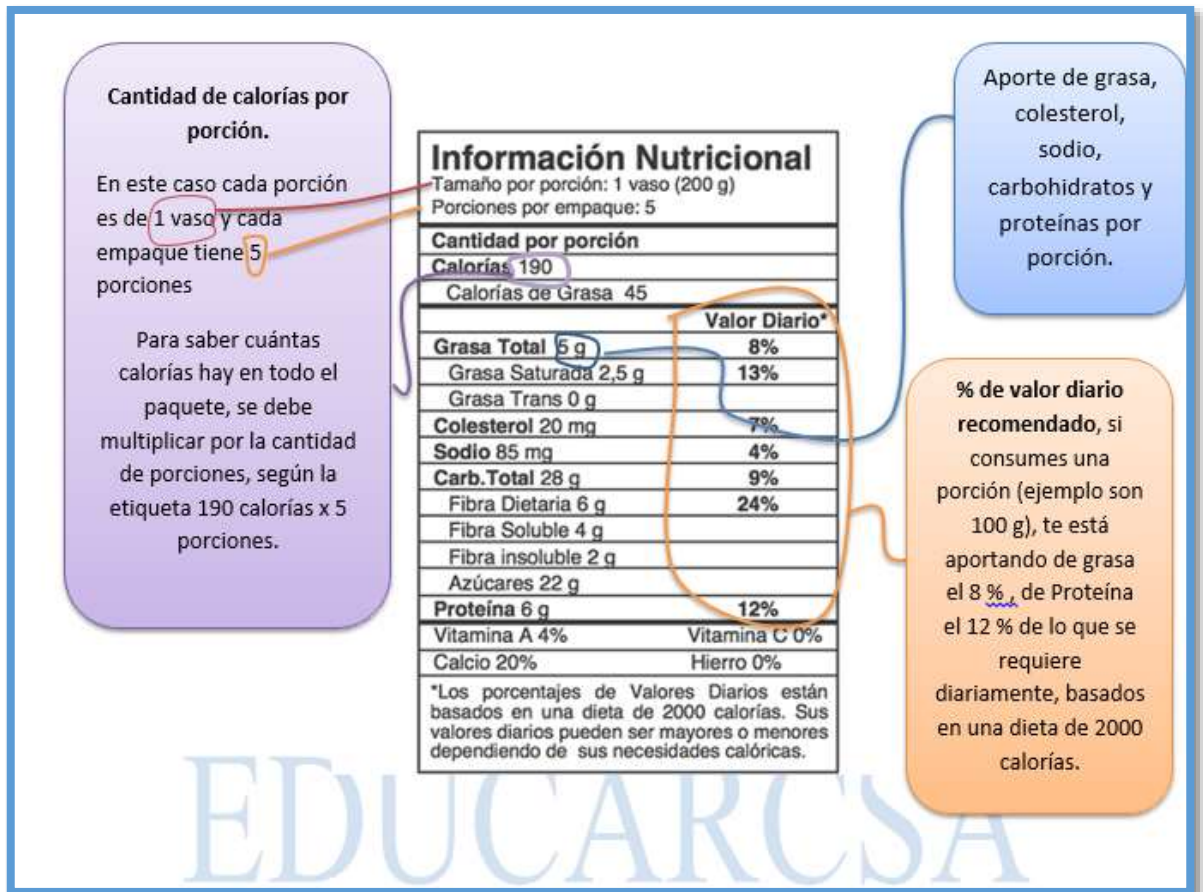 Cantidad de calorías por
porción.
En este caso cada porción
es de 1 vaso y cada
empaque tiene 5
porciones
Para saber cuántas
calorías hay en todo el
paquete, se debe
multiplicar por la cantidad
de porciones, según la
etiqueta 190 calorías x 5
porciones.
Información Nutricional
Tamaño por porción: 1 vaso (200 g)
Porciones por empaque: 5
Cantidad por porción
Calorías 190
Calorías de Grasa 45
Valor Diario*
Grasa Total 5 g 8%
Grasa Saturada 2,5 g 13%
Grasa Trans 0 g
Colesterol 20 mg 7%
Sodio 85 mg 4%
Carb.Total 28 g 9%
Fibra Dietaria 6 g 24%
Fibra Soluble 4 g
Fibra insoluble 2 g
Azúcares 22 g
Proteína 6 g 12%
Vitamina A 4% Vitamina C 0%
Calcio 20% Hierro 0%
*Los porcentajes de Valores Diarios están
basados en una dieta de 2000 calorías. Sus
valores diarios pueden ser mayores o menores
dependiendo de sus necesidades calóricas.
Aporte de grasa,
colesterol,
sodio,
carbohidratos y
proteínas por
porción.
% de valor diario
recomendado, si
consumes una
porción (ejemplo son
100 g), te está
aportando de grasa
el 8 % , de Proteína
el 12 % de lo que se
requiere
diariamente, basados
en una dieta de 2000
calorías.
EDUCARCSA